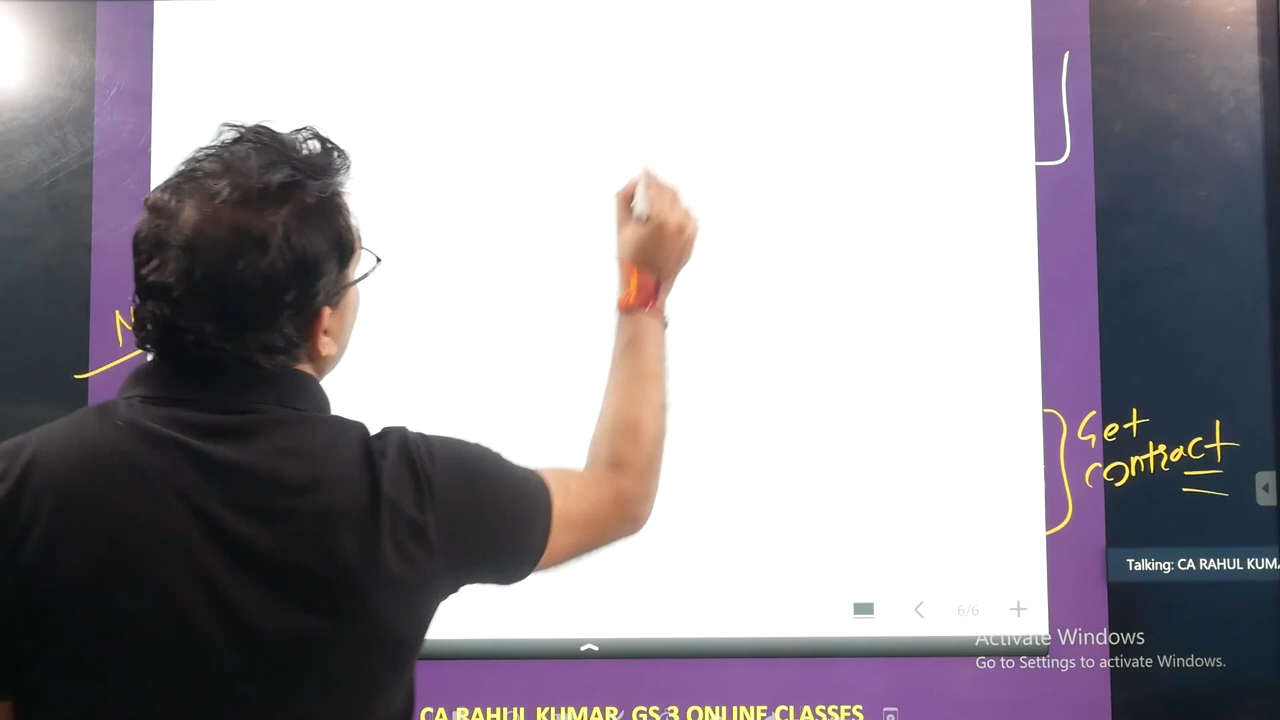 N
Get
contract
Talking: CA RAHUL KUMA
6/6
Activate Windows
Go to Settings to activate Windows.
CA RAHUL KUMAR GS 3 ONLINE CLASSES